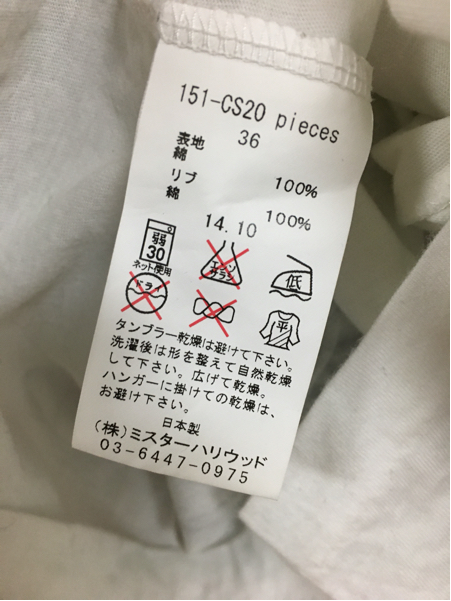 151-CS20 pieces
36
表地
綿 100%
リブ
綿 100%
14.10
弱
30
ネット使用
エンソ
サラシ
低
ドライ
平
タンブラー乾燥は避けて下さい。
洗濯後は形を整えて自然乾燥
して下さい。広げて乾燥。
ハンガーに掛けての乾燥は、
お避け下さい。
日本製
(株)ミスターハリウッド
03-6447-0975